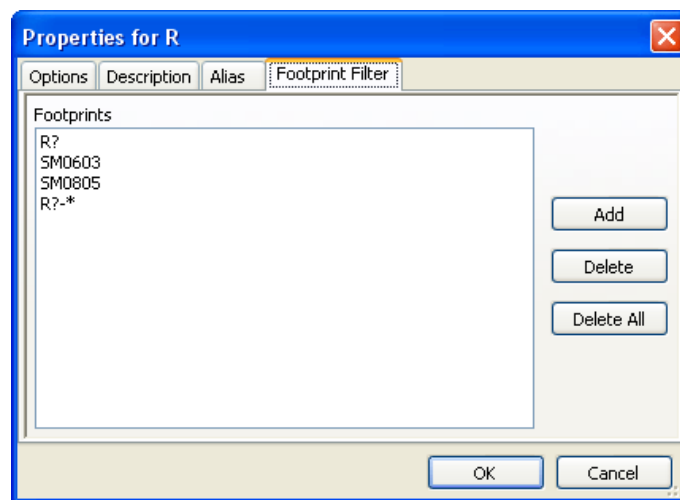 Properties for R
Options Description Alias Footprint Filter
Footprints
R?
SM0603
SM0805
R?-*
Add
Delete
Delete All
OK Cancel